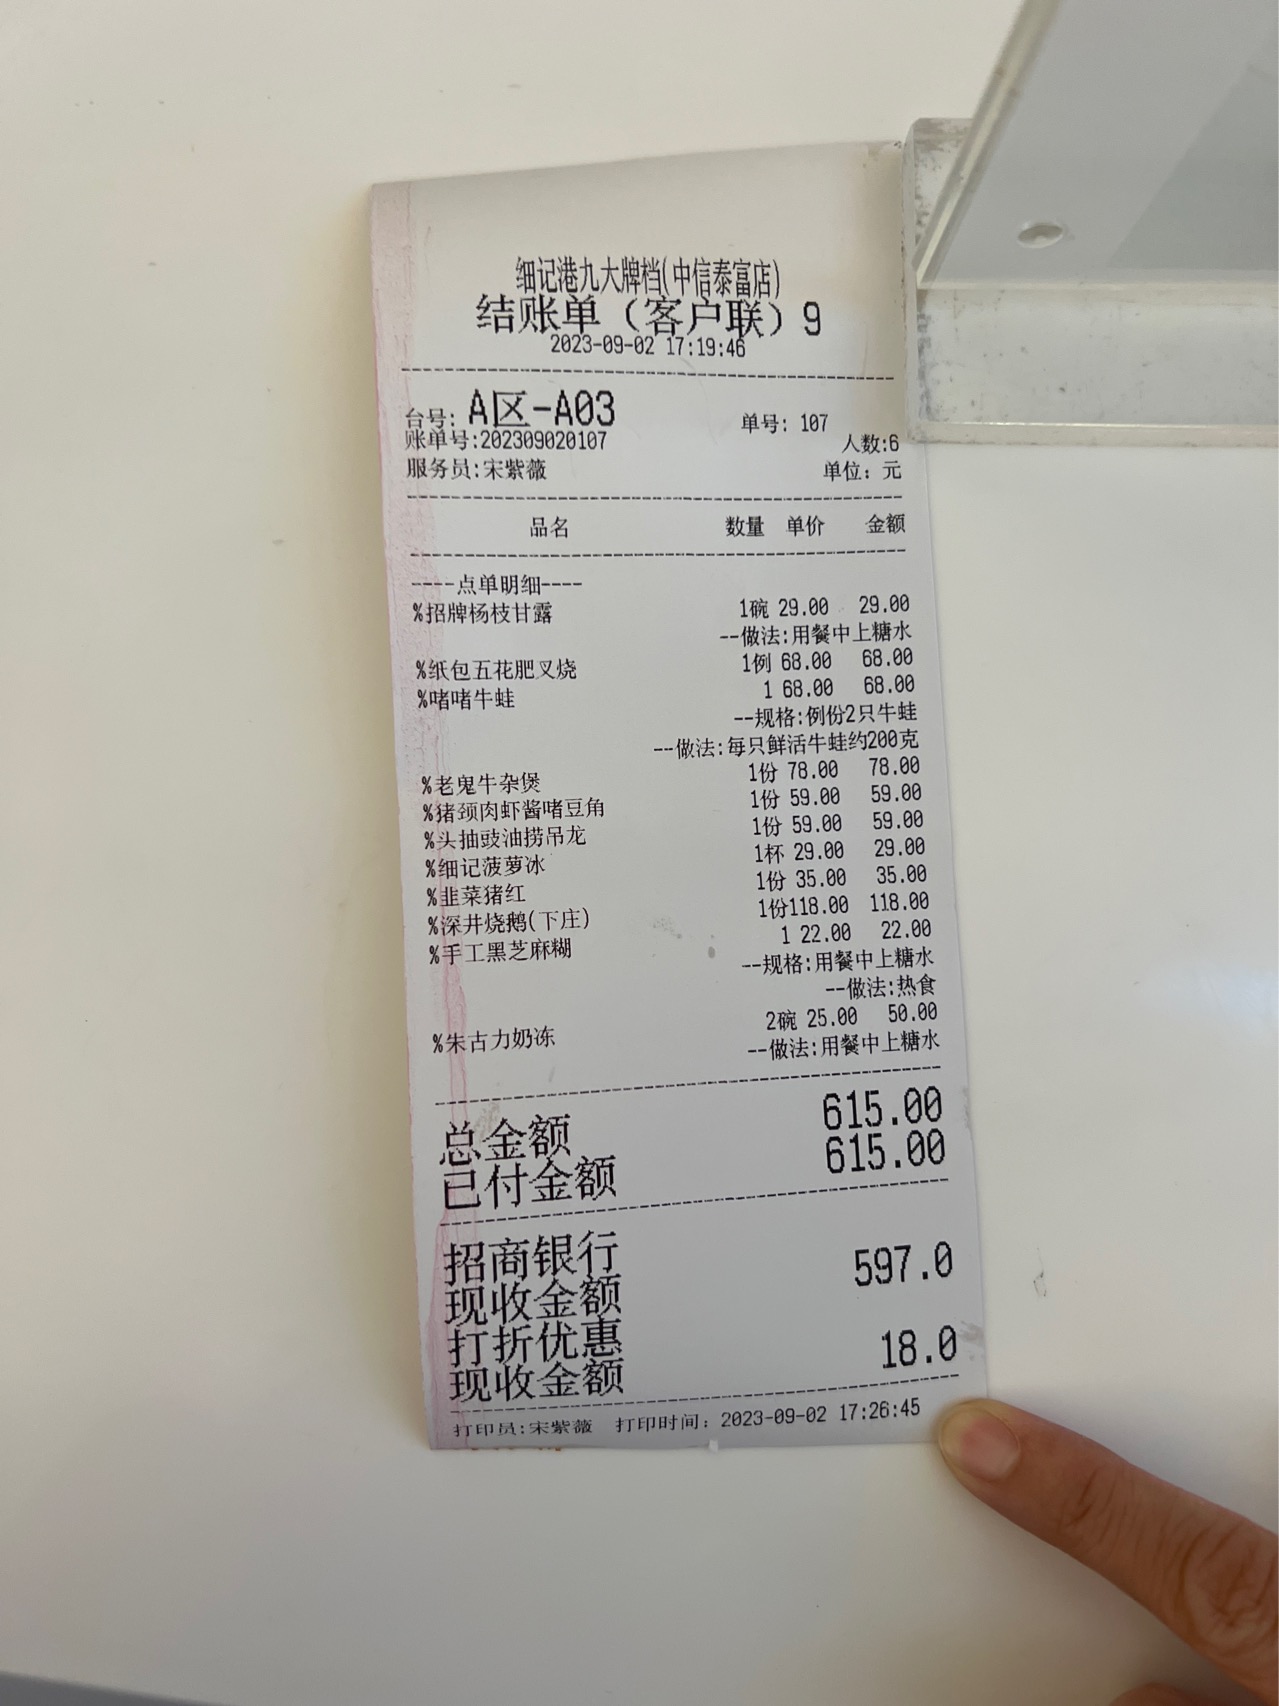 细记港九大牌档(中信泰富店)
结账单（客户联）9
2023-09-02 17:19:46
台号: A区-A03 单号: 107
账单号:202309020107 人数:6
服务员:宋紫薇 单位: 元
品名 数量 单价 金额
----点单明细----
%招牌杨枝甘露 1碗 29.00 29.00
--做法:用餐中上糖水
%纸包五花肥叉烧 1例 68.00 68.00
%啫啫牛蛙 1 68.00 68.00
--规格:例份2只牛蛙
--做法:每只鲜活牛蛙约200克
%老鬼牛杂煲 1份 78.00 78.00
%猪颈肉虾酱啫豆角 1份 59.00 59.00
%头抽豉油捞吊龙 1份 59.00 59.00
%细记菠萝冰 1杯 29.00 29.00
%韭菜猪红 1份 35.00 35.00
%深井烧鹅(下庄) 1份118.00 118.00
%手工黑芝麻糊 1 22.00 22.00
--规格:用餐中上糖水
--做法:热食
%朱古力奶冻 2碗 25.00 50.00
--做法:用餐中上糖水
总金额 615.00
已付金额 615.00
招商银行 597.0
现收金额
打折优惠 18.0
现收金额
打印员:宋紫薇 打印时间: 2023-09-02 17:26:45